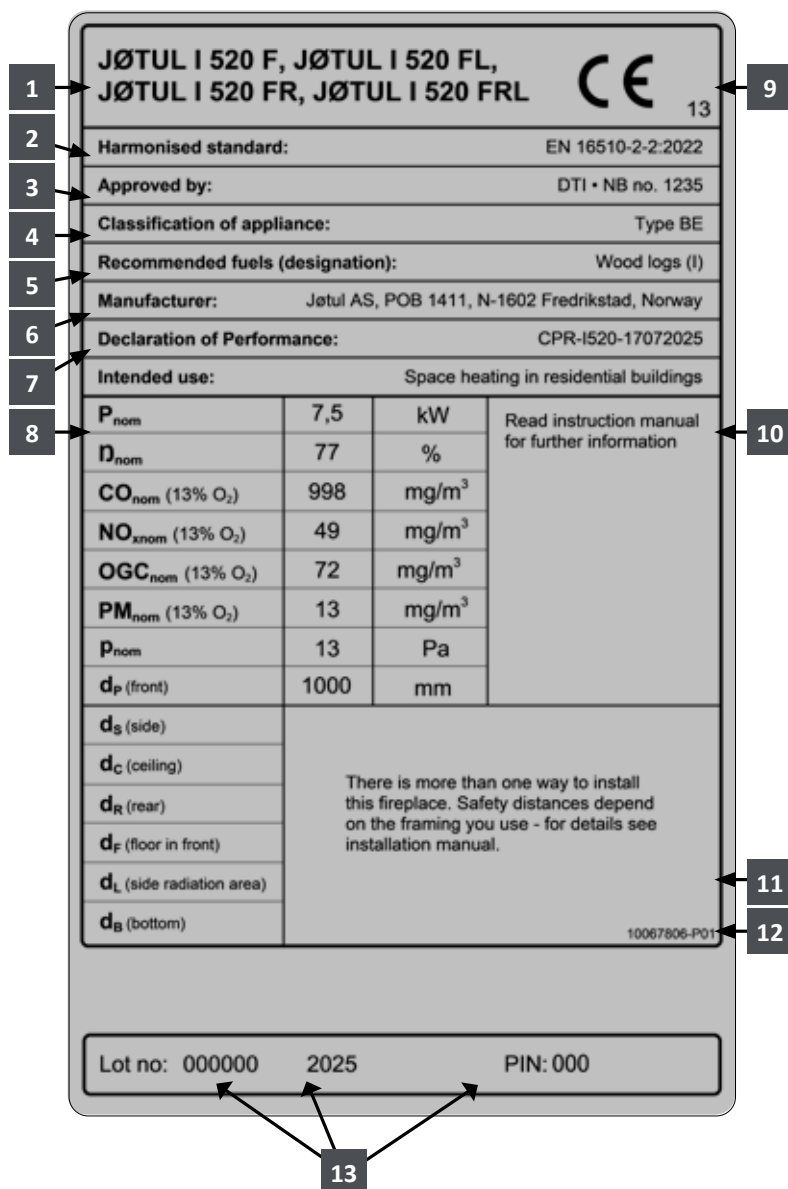 JØTUL I 520 F, JØTUL I 520 FL,
JØTUL I 520 FR, JØTUL I 520 FRL
CE
13
Harmonised standard: EN 16510-2-2:2022
Approved by: DTI • NB no. 1235
Classification of appliance: Type BE
Recommended fuels (designation): Wood logs (I)
Manufacturer: Jøtul AS, POB 1411, N-1602 Fredrikstad, Norway
Declaration of Performance: CPR-I520-17072025
Intended use: Space heating in residential buildings
Pnom 7,5 kW
Read instruction manual
for further information
ηnom 77 %
COnom (13% O₂) 998 mg/m³
NOxnom (13% O₂) 49 mg/m³
OGCnom (13% O₂) 72 mg/m³
PMnom (13% O₂) 13 mg/m³
pnom 13 Pa
dP (front) 1000 mm
dS (side)
dC (ceiling)
dR (rear)
dF (floor in front)
dL (side radiation area)
dB (bottom)
There is more than one way to install
this fireplace. Safety distances depend
on the framing you use - for details see
installation manual.
10067806-P01
Lot no: 000000 2025 PIN: 000
1
2
3
4
5
6
7
8
9
10
11
12
13